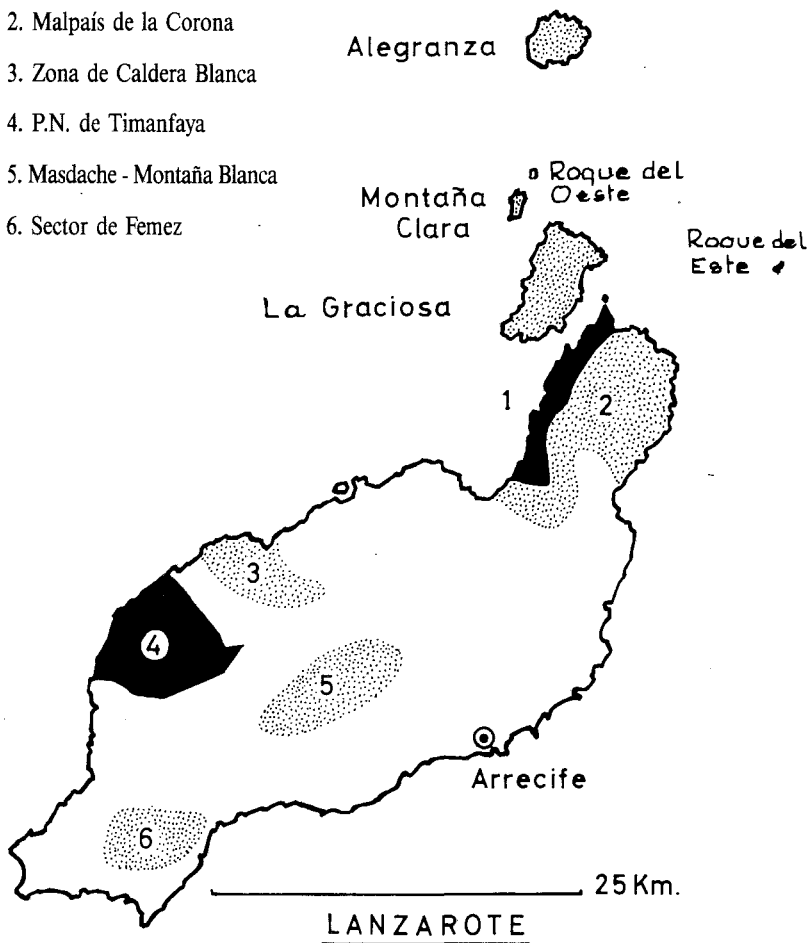 2. Malpaís de la Corona
3. Zona de Caldera Blanca
4. P.N. de Timanfaya
5. Masdache - Montaña Blanca
6. Sector de Femez
Alegranza
Roque del
Oeste
Montaña
Clara
Roque del
Este
La Graciosa
1
2
3
4
5
Arrecife
6
25 Km.
LANZAROTE